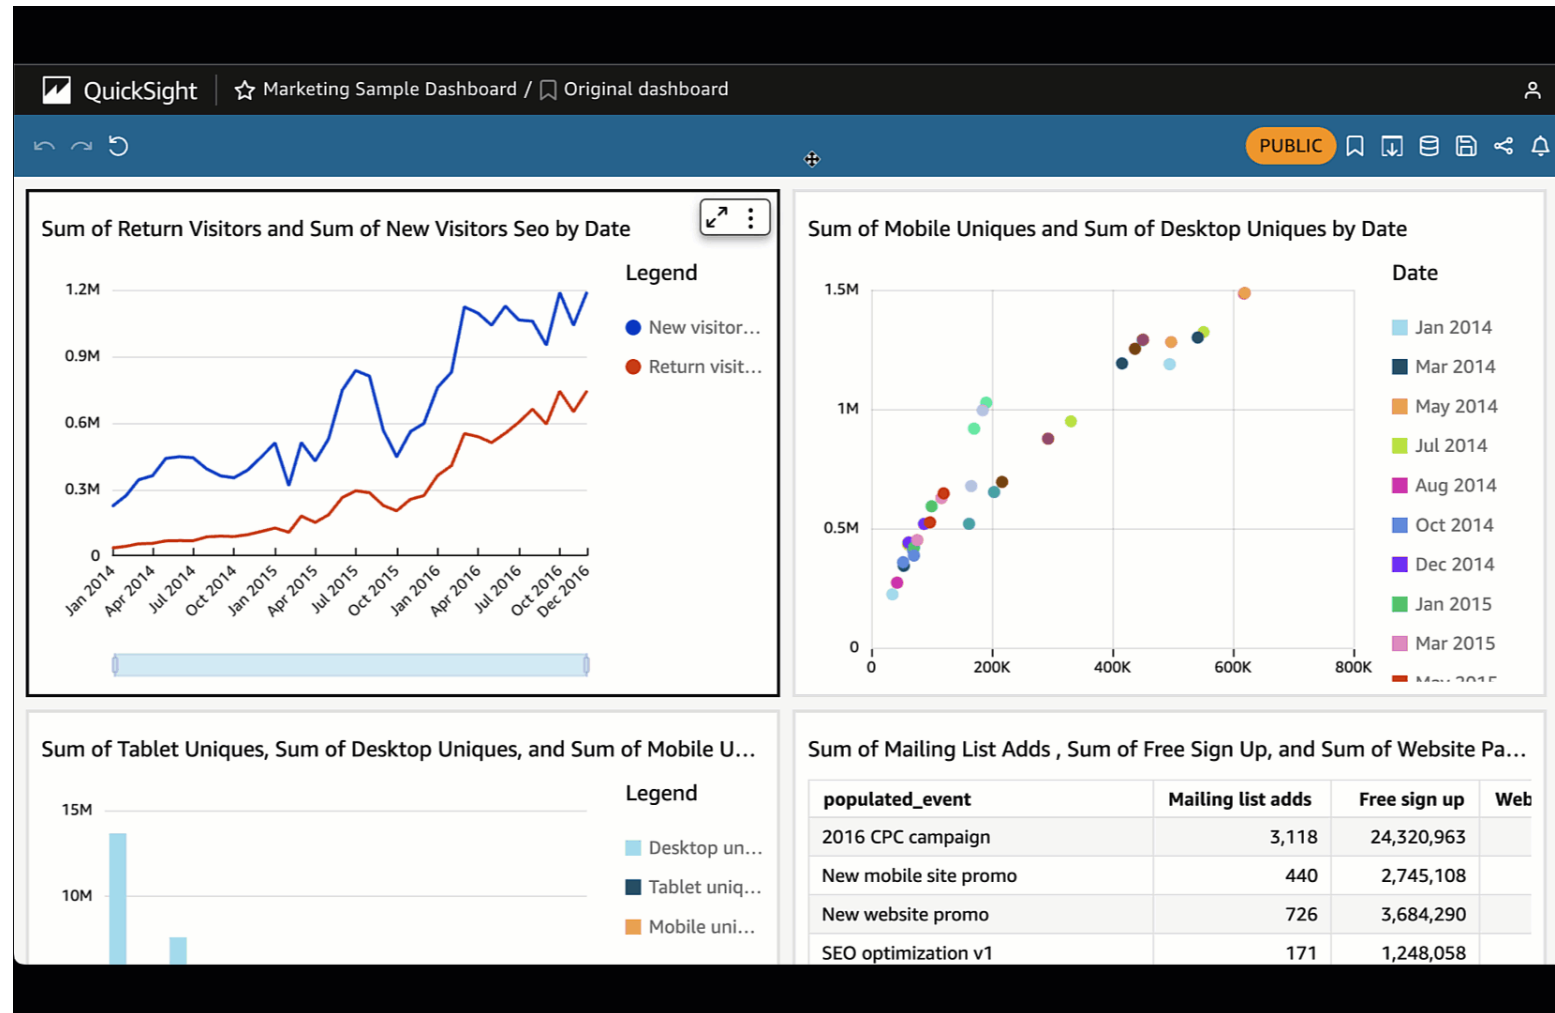 QuickSight
Marketing Sample Dashboard / Original dashboard
PUBLIC
Sum of Return Visitors and Sum of New Visitors Seo by Date
Legend
New visitor...
Return visit...
1.2M
0.9M
0.6M
0.3M
0
Jan 2014
Apr 2014
Jul 2014
Oct 2014
Jan 2015
Apr 2015
Jul 2015
Oct 2015
Jan 2016
Apr 2016
Jul 2016
Oct 2016
Dec 2016
Sum of Mobile Uniques and Sum of Desktop Uniques by Date
1.5M
1M
0.5M
0
0
200K
400K
600K
800K
Date
Jan 2014
Mar 2014
May 2014
Jul 2014
Aug 2014
Oct 2014
Dec 2014
Jan 2015
Mar 2015
May 2015
Sum of Tablet Uniques, Sum of Desktop Uniques, and Sum of Mobile U...
15M
10M
Legend
Desktop un...
Tablet uniq...
Mobile uni...
Sum of Mailing List Adds , Sum of Free Sign Up, and Sum of Website Pa...
populated_event Mailing list adds Free sign up Web
2016 CPC campaign 3,118 24,320,963
New mobile site promo 440 2,745,108
New website promo 726 3,684,290
SEO optimization v1 171 1,248,058